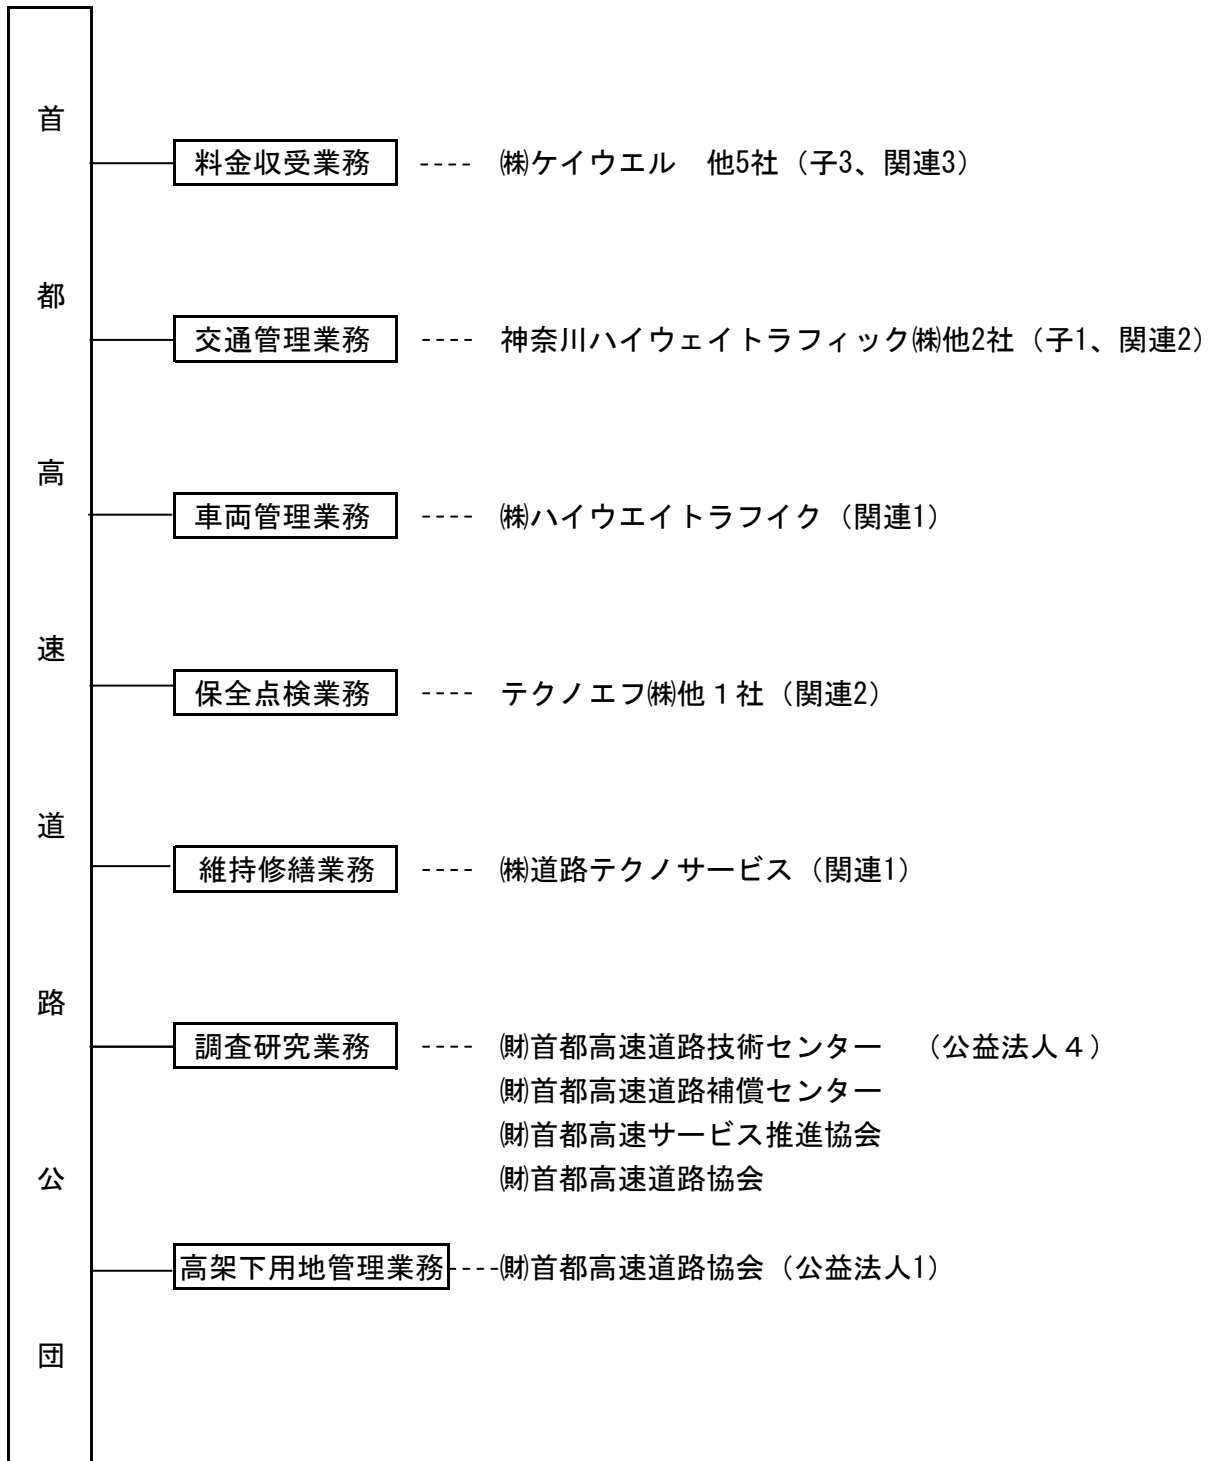 首都高速道路公団
料金収受業務 ---- ㈱ケイウエル　他5社（子3、関連3）
交通管理業務 ---- 神奈川ハイウェイトラフィック㈱他2社（子1、関連2）
車両管理業務 ---- ㈱ハイウエイトラフイク（関連1）
保全点検業務 ---- テクノエフ㈱他１社（関連2）
維持修繕業務 ---- ㈱道路テクノサービス（関連1）
調査研究業務 ---- ㈶首都高速道路技術センター　（公益法人４）
㈶首都高速道路補償センター
㈶首都高速サービス推進協会
㈶首都高速道路協会
高架下用地管理業務 ---- ㈶首都高速道路協会（公益法人1）